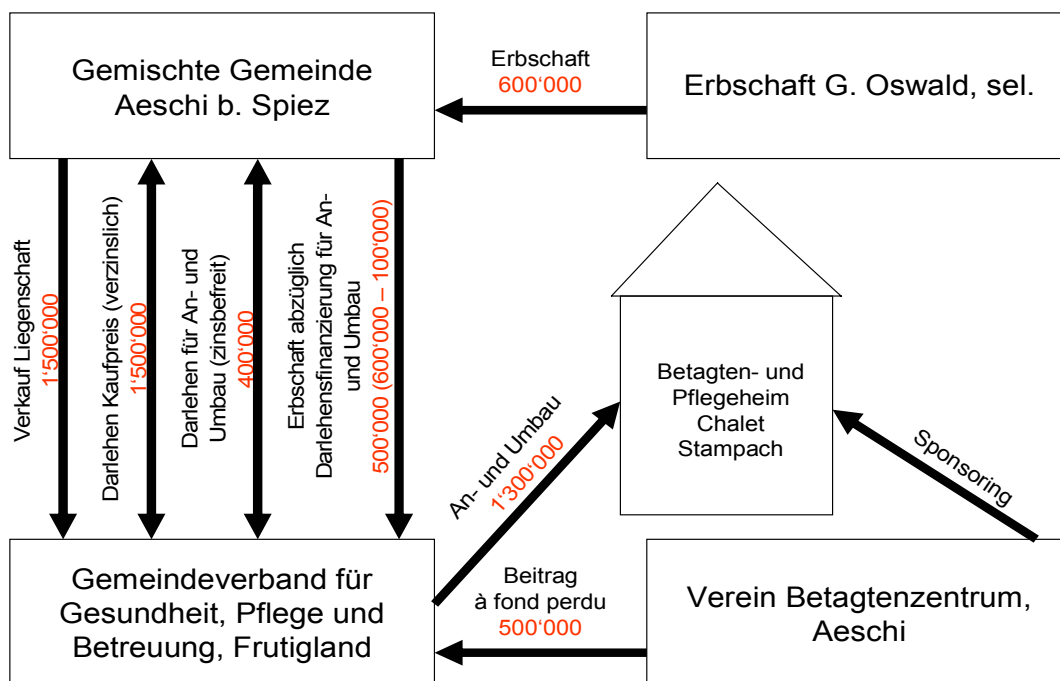 Gemischte Gemeinde
Aeschi b. Spiez
Erbschaft
600‘000
Erbschaft G. Oswald, sel.
Verkauf Liegenschaft
1‘500‘000
Darlehen Kaufpreis (verzinslich)
1‘500‘000
Darlehen für An- und
Umbau (zinsbefreit)
400‘000
Erbschaft abzüglich
Darlehensfinanzierung für An-
und Umbau
500‘000 (600‘000 – 100‘000)
An- und Umbau
1‘300‘000
Betagten- und
Pflegeheim
Chalet
Stampach
Sponsoring
Gemeindeverband für
Gesundheit, Pflege und
Betreuung, Frutigland
Beitrag
à fond perdu
500‘000
Verein Betagtenzentrum,
Aeschi